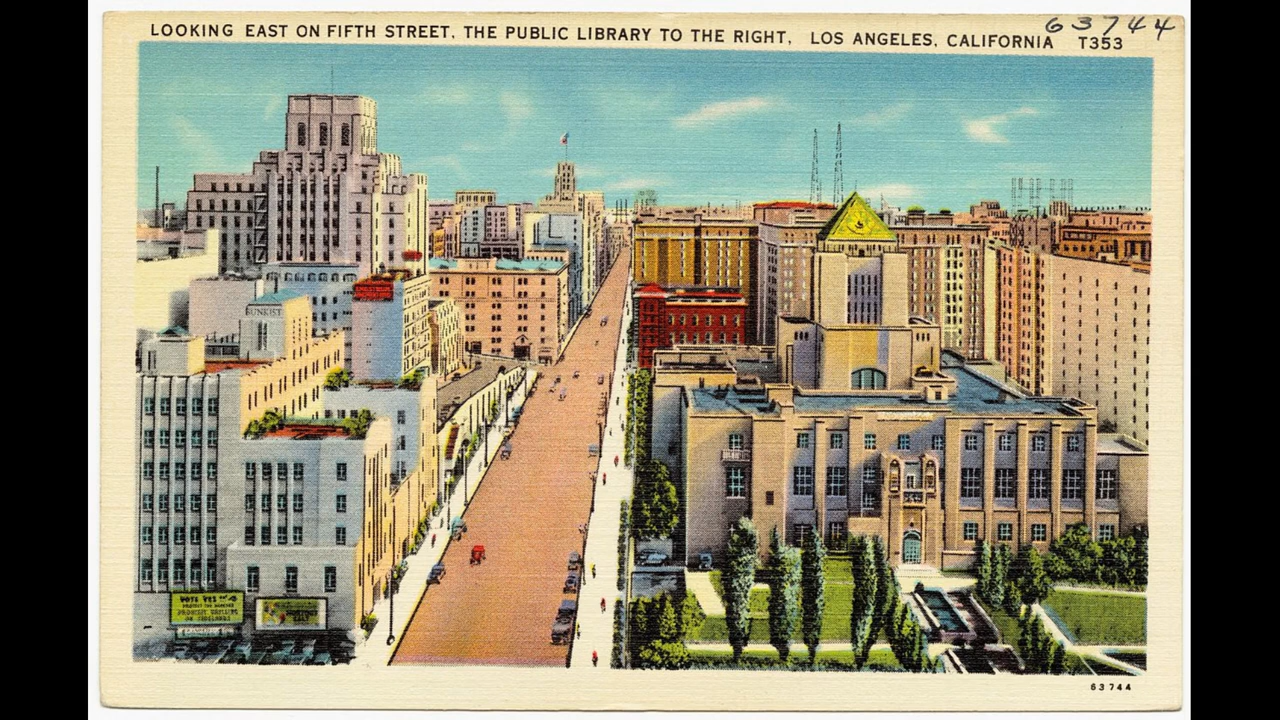 63744
LOOKING EAST ON FIFTH STREET, THE PUBLIC LIBRARY TO THE RIGHT, LOS ANGELES, CALIFORNIA T353
SUNKIST
VOTE YES
63744